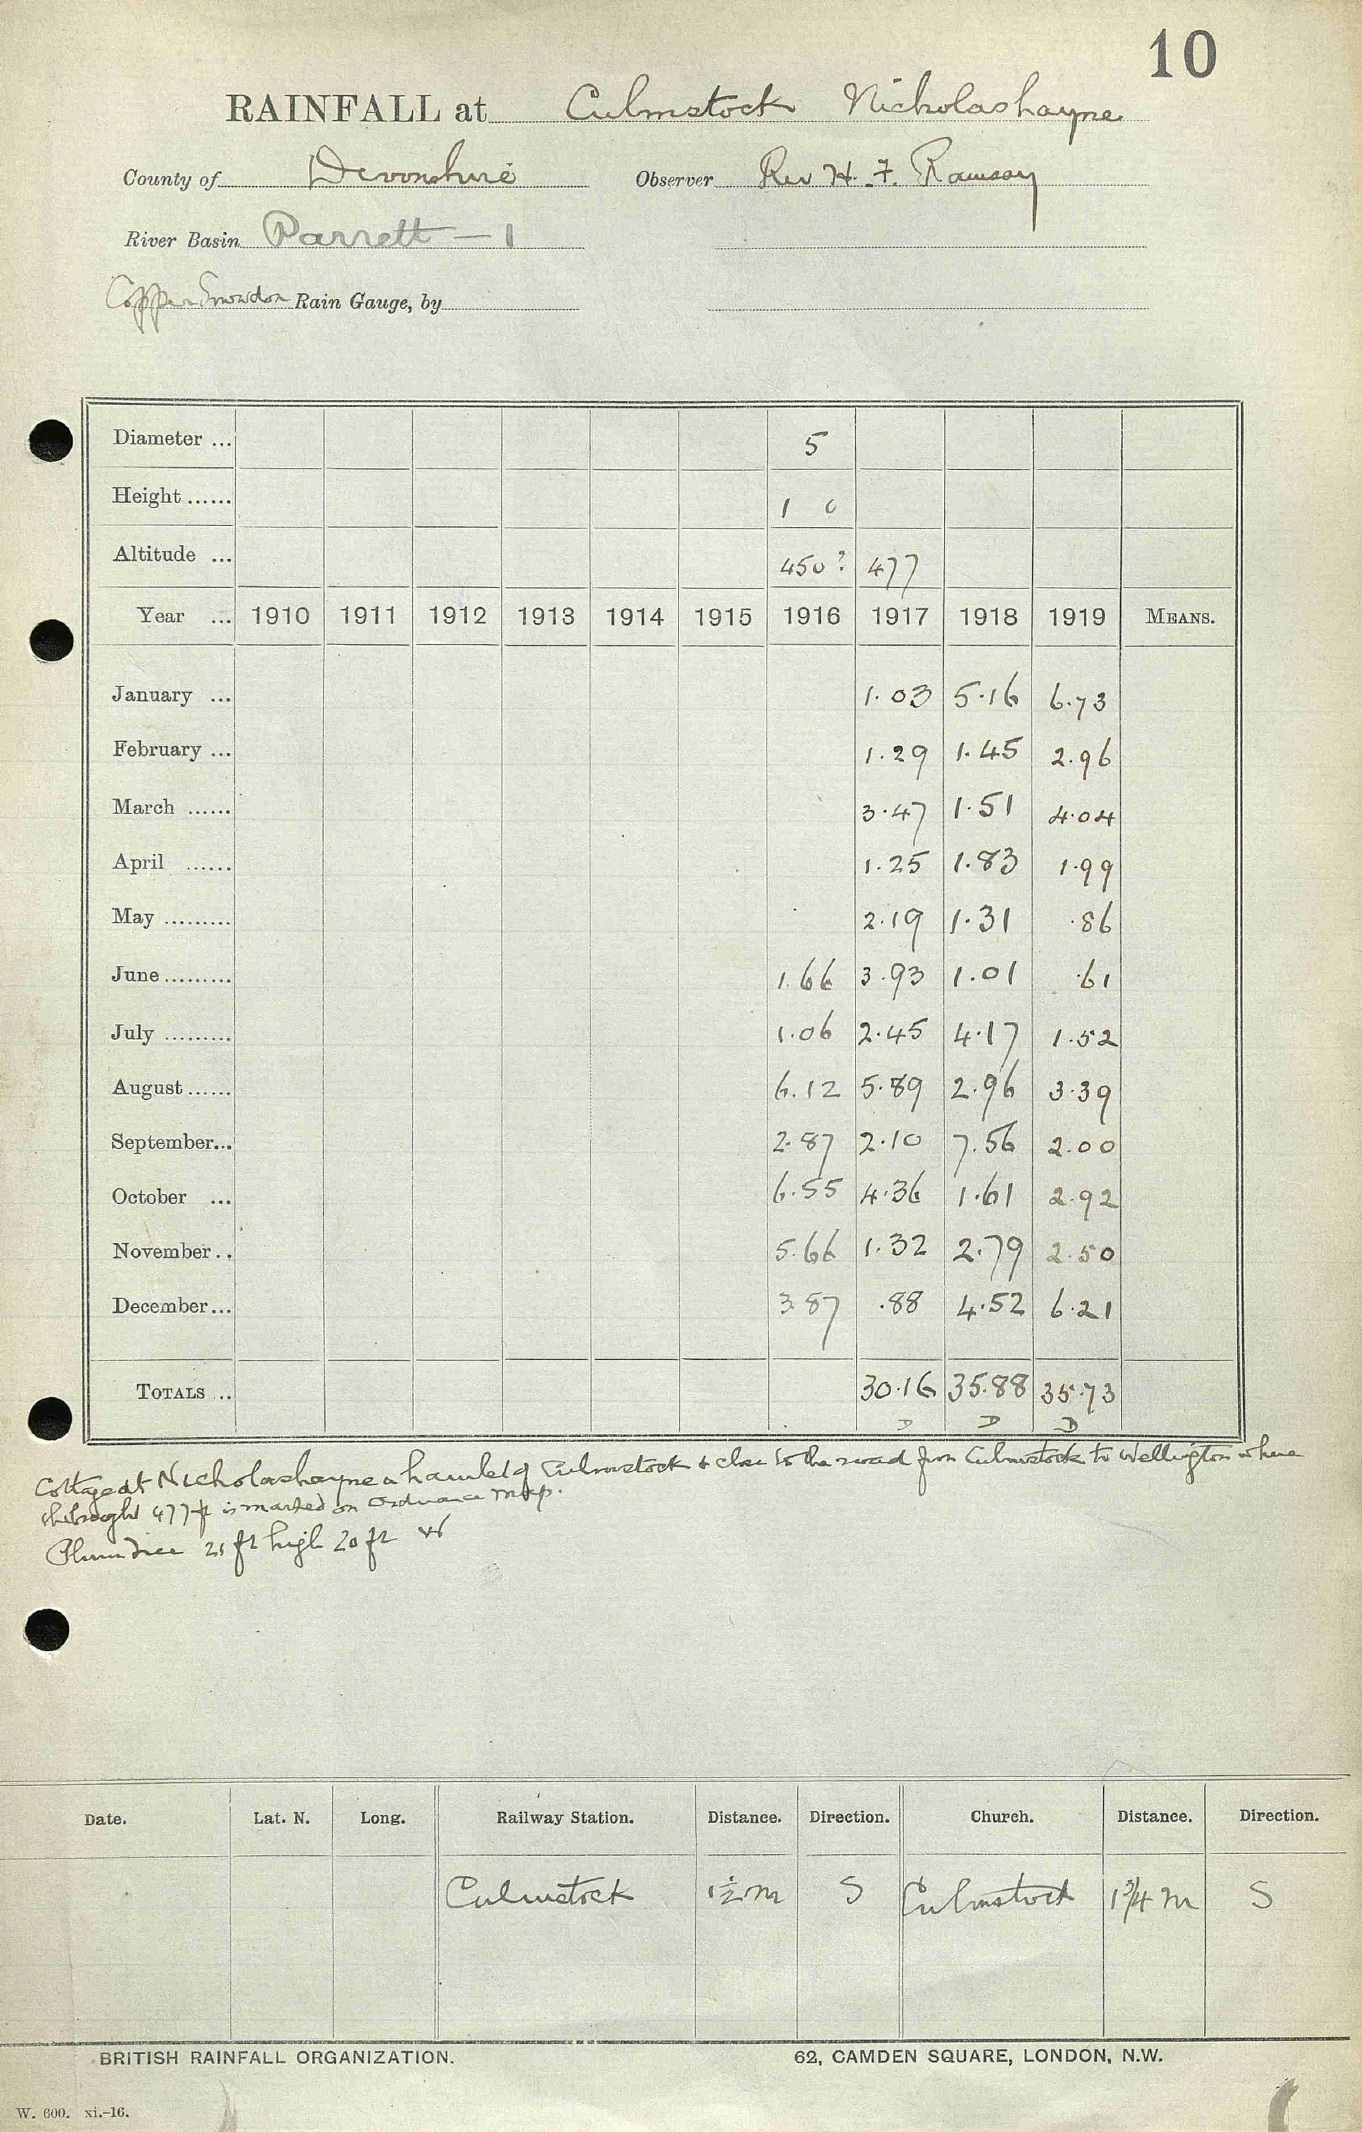 10
RAINFALL at Culmstock Nicholashayne
County of Devonshire Observer Rev H. F. Ramsay
River Basin Parrett - 1
Copper Snowdon Rain Gauge, by
Diameter ... 5
Height ...... 1 0
Altitude ... 450? 477
Year ... 1910 1911 1912 1913 1914 1915 1916 1917 1918 1919 MEANS.
January ... 1.03 5.16 6.73
February ... 1.29 1.45 2.96
March ...... 3.47 1.51 4.04
April ...... 1.25 1.83 1.99
May ......... 2.19 1.31 .86
June ......... 1.66 3.93 1.01 .61
July ......... 1.06 2.45 4.17 1.52
August ...... 6.12 5.89 2.96 3.39
September... 2.87 2.10 7.56 2.00
October ... 6.55 4.36 1.61 2.92
November .. 5.66 1.32 2.79 2.50
December... 3.87 .88 4.52 6.21
TOTALS .. 30.16 35.88 35.73
D D D
Cottage at Nicholashayne a hamlet of Culmstock & close to the road from Culmstock to Wellington where
the height 477 ft is marked on Ordnance Map.
Plum Tree 21 ft high 20 ft W
Date. Lat. N. Long. Railway Station. Distance. Direction. Church. Distance. Direction.
Culmstock 1½ m S Culmstock 1¾ m S
BRITISH RAINFALL ORGANIZATION. 62, CAMDEN SQUARE, LONDON, N.W.
W. 600. xi.-16.